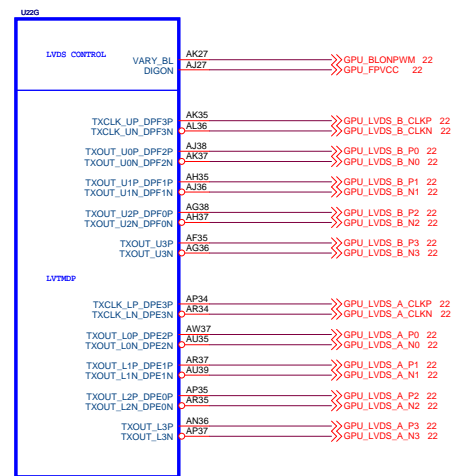 U22G
LVDS CONTROL
VARY_BL AK27 GPU_BLONPWM 22
DIGON AJ27 GPU_FPVCC 22
TXCLK_UP_DPF3P AK35 GPU_LVDS_B_CLKP 22
TXCLK_UN_DPF3N AL36 GPU_LVDS_B_CLKN 22
TXOUT_U0P_DPF2P AJ38 GPU_LVDS_B_P0 22
TXOUT_U0N_DPF2N AK37 GPU_LVDS_B_N0 22
TXOUT_U1P_DPF1P AH35 GPU_LVDS_B_P1 22
TXOUT_U1N_DPF1N AJ36 GPU_LVDS_B_N1 22
TXOUT_U2P_DPF0P AG38 GPU_LVDS_B_P2 22
TXOUT_U2N_DPF0N AH37 GPU_LVDS_B_N2 22
TXOUT_U3P AF35 GPU_LVDS_B_P3 22
TXOUT_U3N AG36 GPU_LVDS_B_N3 22
LVTMDP
TXCLK_LP_DPE3P AP34 GPU_LVDS_A_CLKP 22
TXCLK_LN_DPE3N AR34 GPU_LVDS_A_CLKN 22
TXOUT_L0P_DPE2P AW37 GPU_LVDS_A_P0 22
TXOUT_L0N_DPE2N AU35 GPU_LVDS_A_N0 22
TXOUT_L1P_DPE1P AR37 GPU_LVDS_A_P1 22
TXOUT_L1N_DPE1N AU39 GPU_LVDS_A_N1 22
TXOUT_L2P_DPE0P AP35 GPU_LVDS_A_P2 22
TXOUT_L2N_DPE0N AR35 GPU_LVDS_A_N2 22
TXOUT_L3P AN36 GPU_LVDS_A_P3 22
TXOUT_L3N AP37 GPU_LVDS_A_N3 22